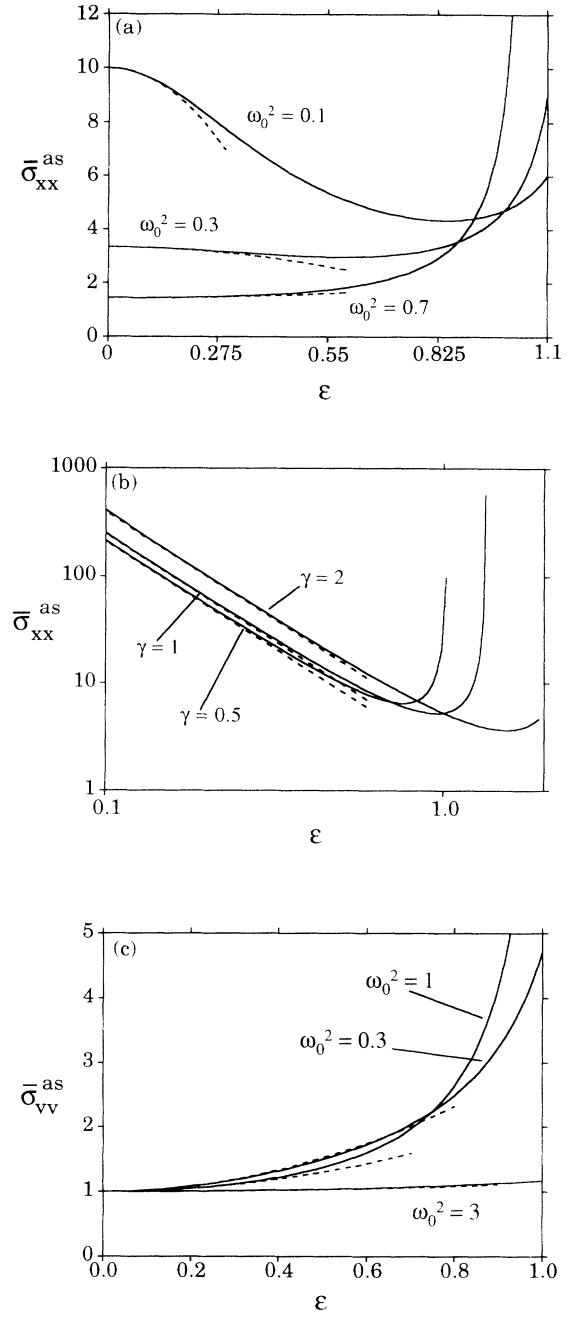 (a)
12
10
8
6
4
2
0
σ̄xx^as
ω₀² = 0.1
ω₀² = 0.3
ω₀² = 0.7
0 0.275 0.55 0.825 1.1
ε
(b)
1000
100
10
1
σ̄xx^as
γ = 2
γ = 1
γ = 0.5
0.1 1.0
ε
(c)
5
4
3
2
1
0
σ̄vv^as
ω₀² = 1
ω₀² = 0.3
ω₀² = 3
0.0 0.2 0.4 0.6 0.8 1.0
ε